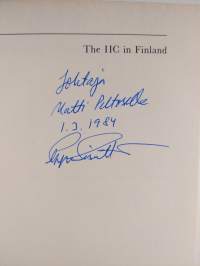 The IIC in Finland
Johtaja
Matti Peltoselle
1.3.1984